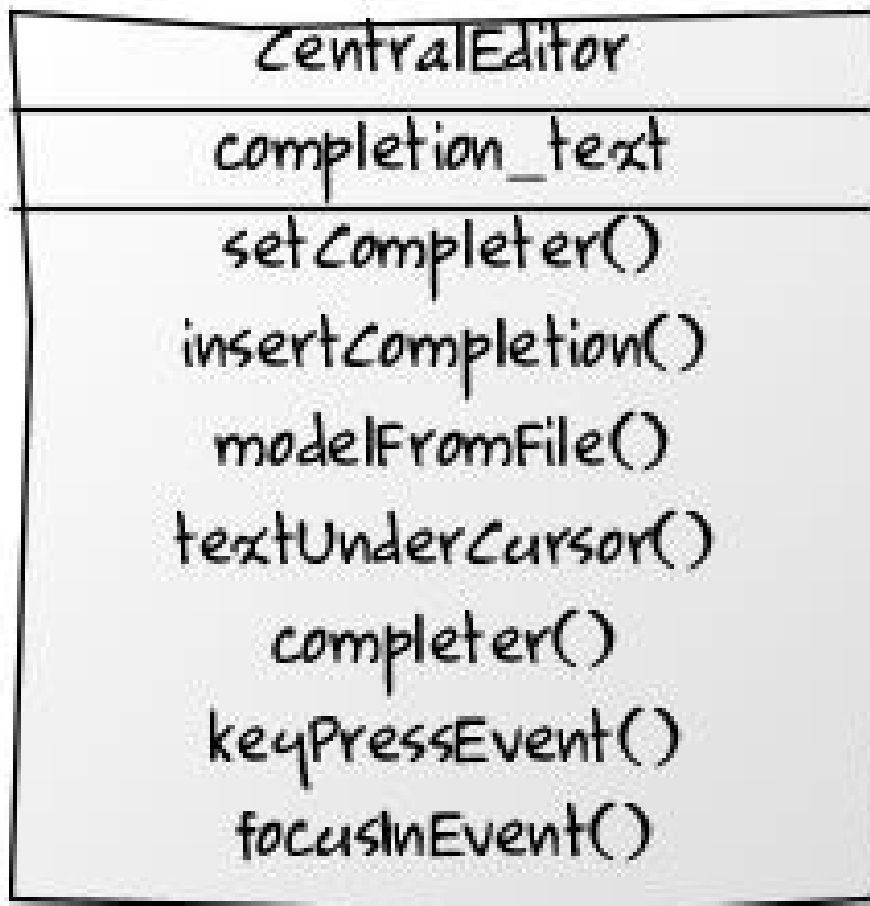 CentralEditor
completion_text
setCompleter()
insertCompletion()
modelFromFile()
textUnderCursor()
completer()
keyPressEvent()
focusInEvent()